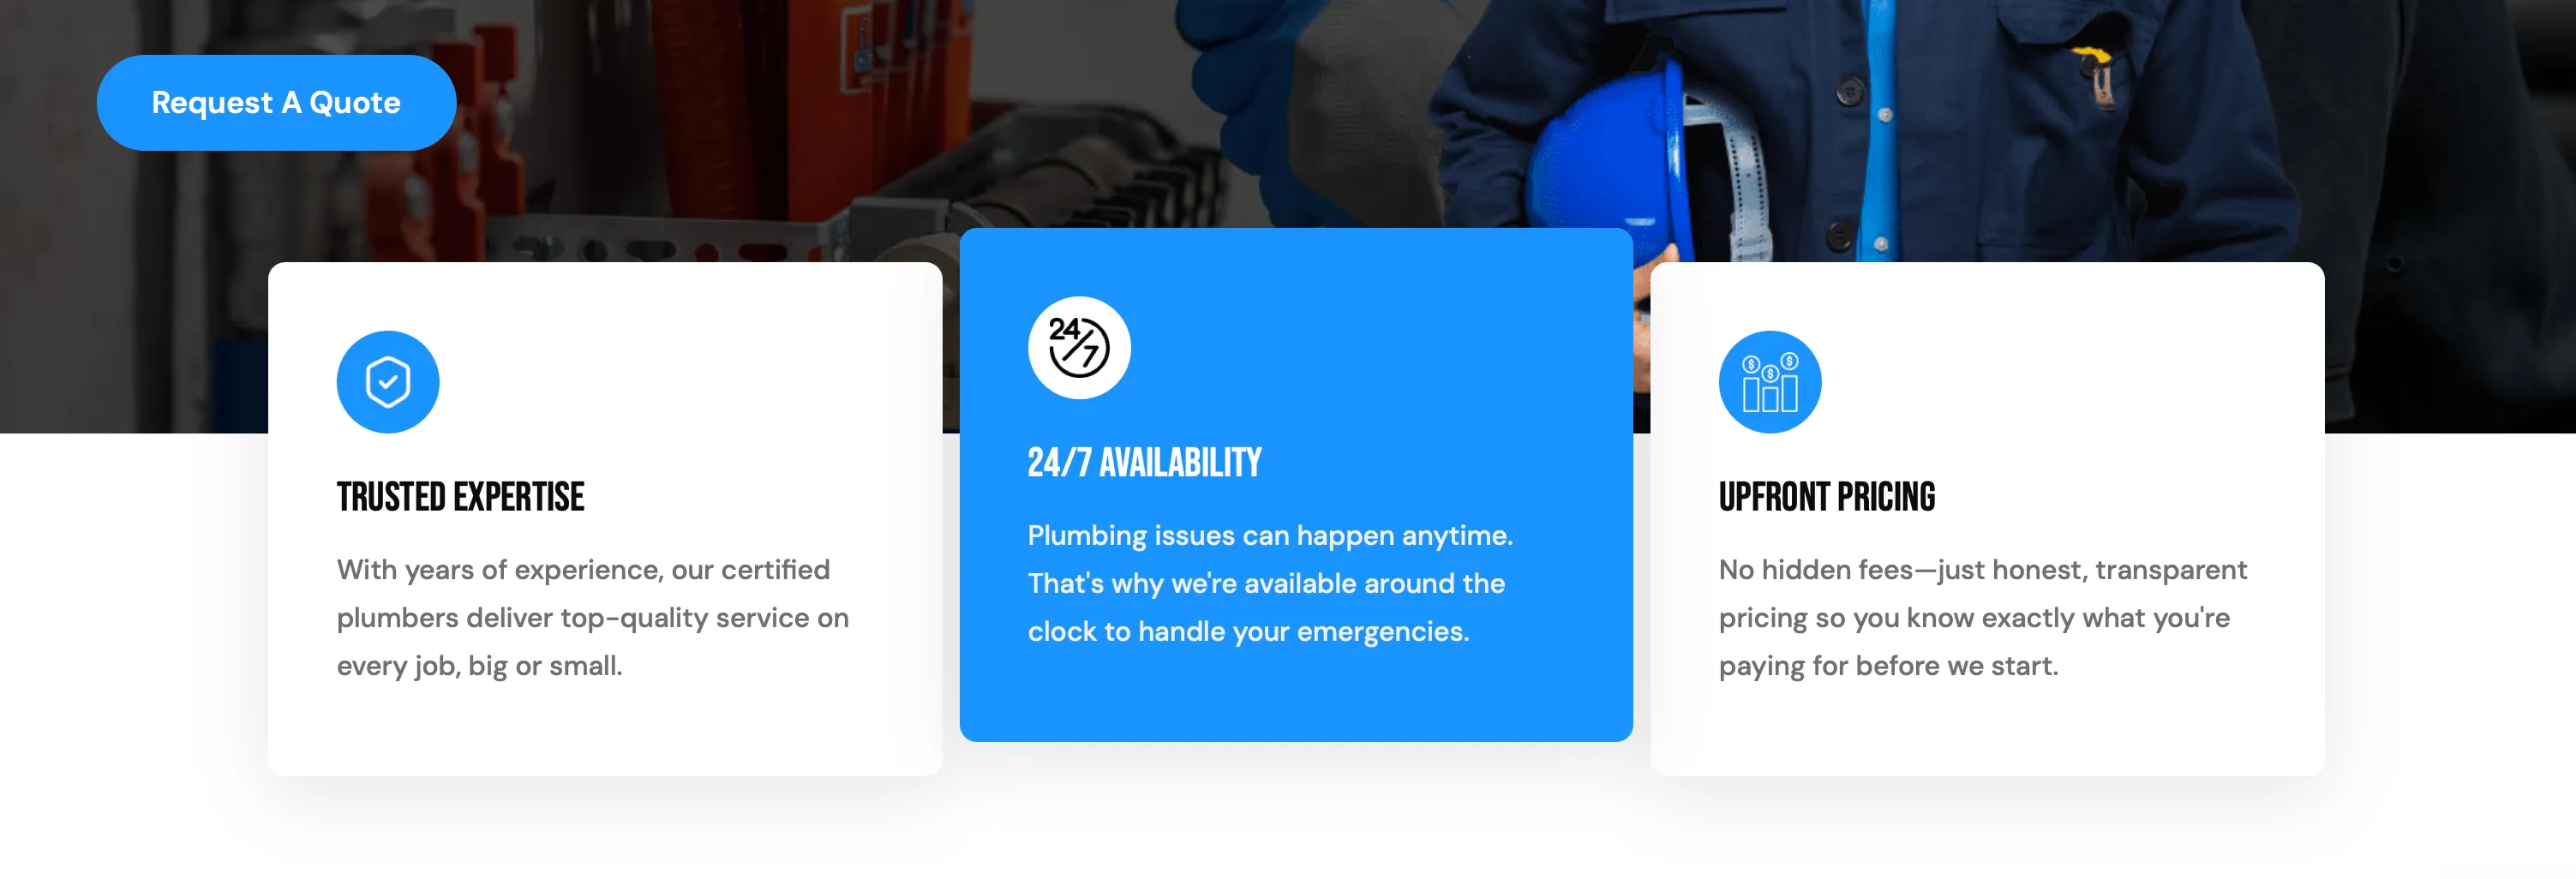 Request A Quote
TRUSTED EXPERTISE
With years of experience, our certified
plumbers deliver top-quality service on
every job, big or small.
24/7
24/7 AVAILABILITY
Plumbing issues can happen anytime.
That's why we're available around the
clock to handle your emergencies.
$ $ $
UPFRONT PRICING
No hidden fees—just honest, transparent
pricing so you know exactly what you're
paying for before we start.